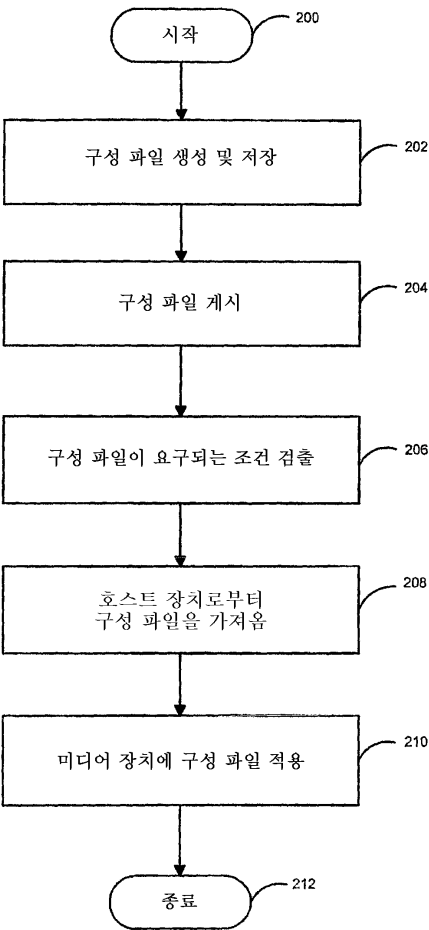 시작
200
구성 파일 생성 및 저장
202
구성 파일 게시
204
구성 파일이 요구되는 조건 검출
206
호스트 장치로부터
구성 파일을 가져옴
208
미디어 장치에 구성 파일 적용
210
종료
212